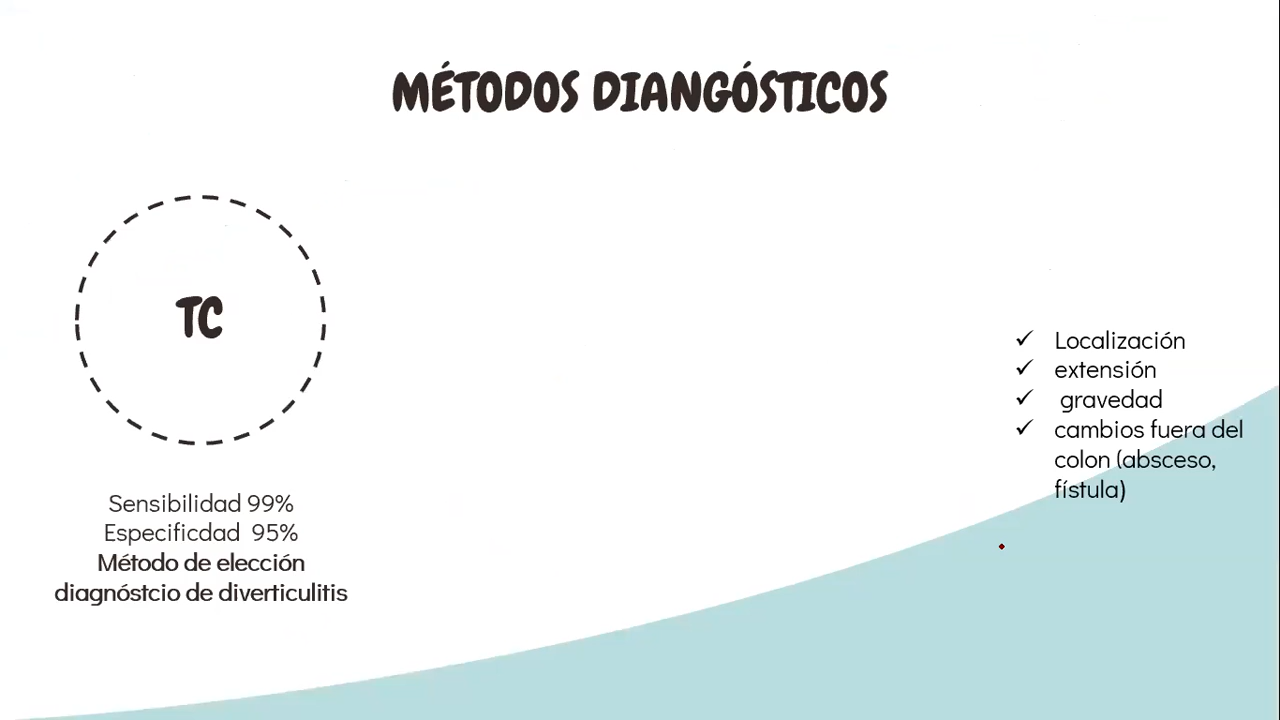 MÉTODOS DIANGÓSTICOS
TC
Sensibilidad 99%
Especificdad 95%
Método de elección
diagnóstcio de diverticulitis
✓ Localización
✓ extensión
✓ gravedad
✓ cambios fuera del
colon (absceso,
fístula)